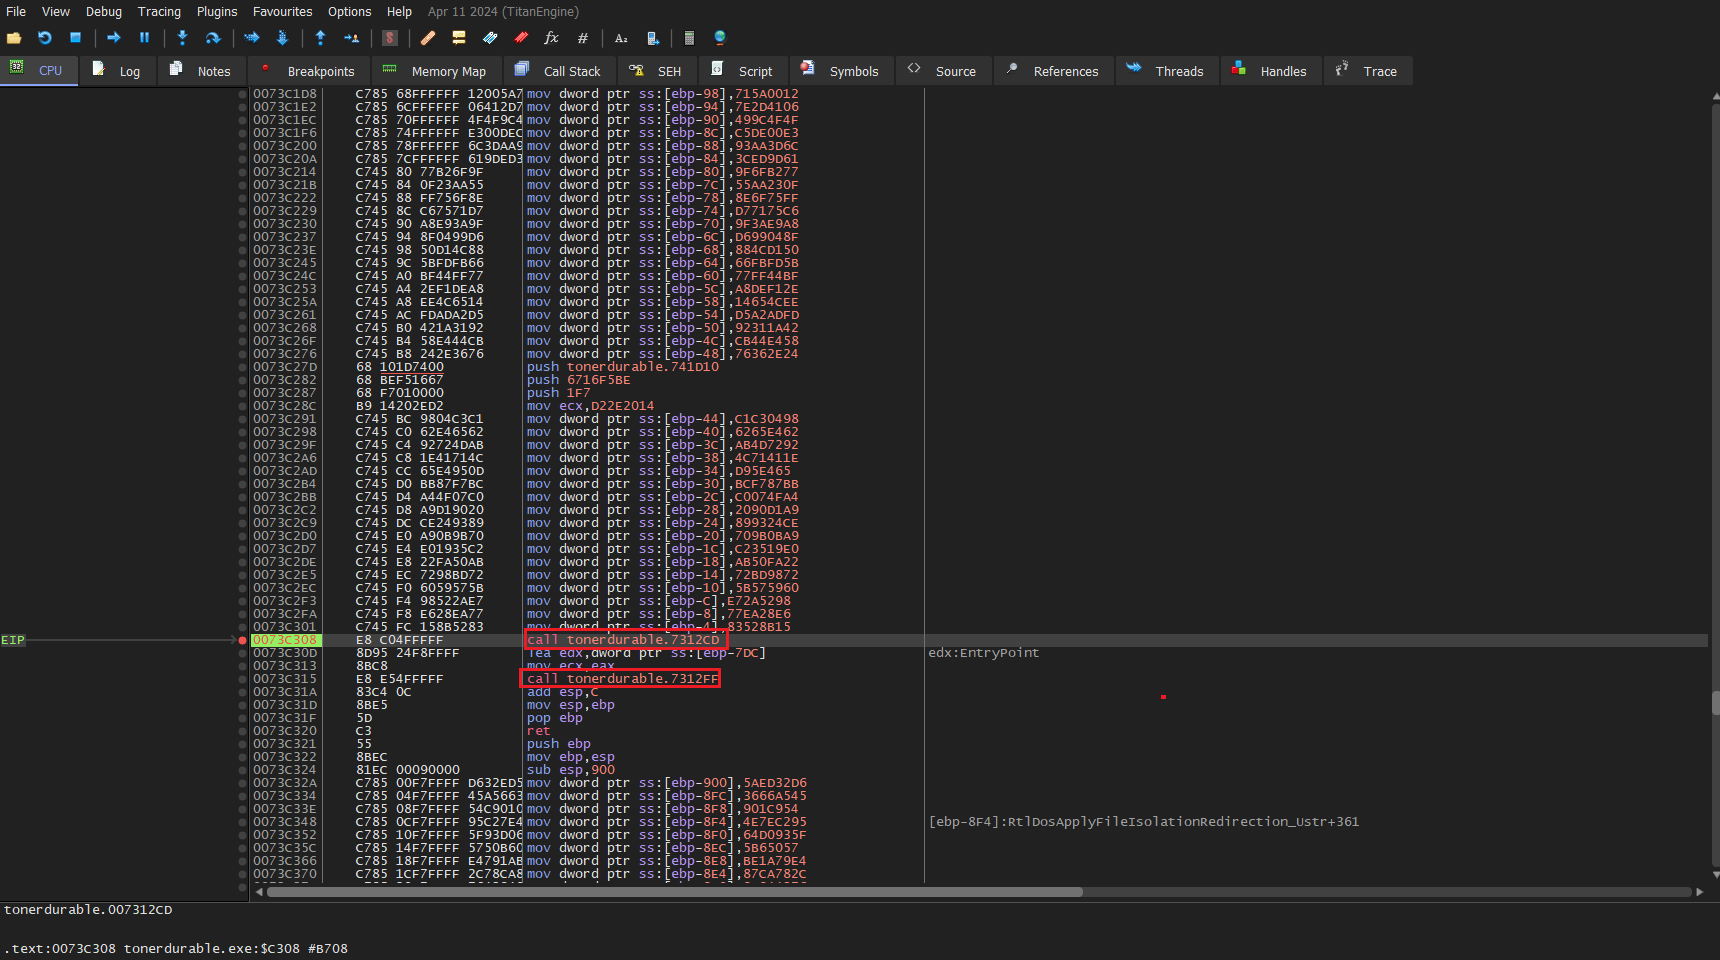 File View Debug Tracing Plugins Favourites Options Help Apr 11 2024 (TitanEngine)
CPU Log Notes Breakpoints Memory Map Call Stack SEH Script Symbols Source References Threads Handles Trace
0073C1D8 C785 68FFFFFF 12005A7 mov dword ptr ss:[ebp-98],715A0012
0073C1E2 C785 6CFFFFFF 06412D7 mov dword ptr ss:[ebp-94],7E2D4106
0073C1EC C785 70FFFFFF 4F4F9C4 mov dword ptr ss:[ebp-90],499C4F4F
0073C1F6 C785 74FFFFFF E300DEC mov dword ptr ss:[ebp-8C],C5DE00E3
0073C200 C785 78FFFFFF 6C3DAA9 mov dword ptr ss:[ebp-88],93AA3D6C
0073C20A C785 7CFFFFFF 619DED3 mov dword ptr ss:[ebp-84],3CED9D61
0073C214 C745 80 77B26F9F mov dword ptr ss:[ebp-80],9F6FB277
0073C21B C745 84 0F23AA55 mov dword ptr ss:[ebp-7C],55AA230F
0073C222 C745 88 FF756F8E mov dword ptr ss:[ebp-78],8E6F75FF
0073C229 C745 8C C67571D7 mov dword ptr ss:[ebp-74],D77175C6
0073C230 C745 90 A8E93A9F mov dword ptr ss:[ebp-70],9F3AE9A8
0073C237 C745 94 8F0499D6 mov dword ptr ss:[ebp-6C],D699048F
0073C23E C745 98 50D14C88 mov dword ptr ss:[ebp-68],884CD150
0073C245 C745 9C 5BFDFB66 mov dword ptr ss:[ebp-64],66FBFD5B
0073C24C C745 A0 BF44FF77 mov dword ptr ss:[ebp-60],77FF44BF
0073C253 C745 A4 2EF1DEA8 mov dword ptr ss:[ebp-5C],A8DEF12E
0073C25A C745 A8 EE4C6514 mov dword ptr ss:[ebp-58],14654CEE
0073C261 C745 AC FDADA2D5 mov dword ptr ss:[ebp-54],D5A2ADFD
0073C268 C745 B0 421A3192 mov dword ptr ss:[ebp-50],92311A42
0073C26F C745 B4 58E444CB mov dword ptr ss:[ebp-4C],CB44E458
0073C276 C745 B8 242E3676 mov dword ptr ss:[ebp-48],76362E24
0073C27D 68 101D7400 push tonerdurable.741D10
0073C282 68 BEF51667 push 6716F5BE
0073C287 68 F7010000 push 1F7
0073C28C B9 14202ED2 mov ecx,D22E2014
0073C291 C745 BC 9804C3C1 mov dword ptr ss:[ebp-44],C1C30498
0073C298 C745 C0 62E46562 mov dword ptr ss:[ebp-40],6265E462
0073C29F C745 C4 92724DAB mov dword ptr ss:[ebp-3C],AB4D7292
0073C2A6 C745 C8 1E41714C mov dword ptr ss:[ebp-38],4C71411E
0073C2AD C745 CC 65E4950D mov dword ptr ss:[ebp-34],D95E465
0073C2B4 C745 D0 BB87F7BC mov dword ptr ss:[ebp-30],BCF787BB
0073C2BB C745 D4 A44F07C0 mov dword ptr ss:[ebp-2C],C0074FA4
0073C2C2 C745 D8 A9D19020 mov dword ptr ss:[ebp-28],2090D1A9
0073C2C9 C745 DC CE249389 mov dword ptr ss:[ebp-24],899324CE
0073C2D0 C745 E0 A90B9B70 mov dword ptr ss:[ebp-20],709B0BA9
0073C2D7 C745 E4 E01935C2 mov dword ptr ss:[ebp-1C],C23519E0
0073C2DE C745 E8 22FA50AB mov dword ptr ss:[ebp-18],AB50FA22
0073C2E5 C745 EC 7298BD72 mov dword ptr ss:[ebp-14],72BD9872
0073C2EC C745 F0 6059575B mov dword ptr ss:[ebp-10],5B575960
0073C2F3 C745 F4 98522AE7 mov dword ptr ss:[ebp-C],E72A5298
0073C2FA C745 F8 E628EA77 mov dword ptr ss:[ebp-8],77EA28E6
0073C301 C745 FC 158B5283 mov dword ptr ss:[ebp-4],83528B15
EIP 0073C308 E8 C04FFFFF call tonerdurable.7312CD
0073C30D 8D95 24F8FFFF lea edx,dword ptr ss:[ebp-7DC] edx:EntryPoint
0073C313 8BC8 mov ecx,eax
0073C315 E8 E54FFFFF call tonerdurable.7312FF
0073C31A 83C4 0C add esp,C
0073C31D 8BE5 mov esp,ebp
0073C31F 5D pop ebp
0073C320 C3 ret
0073C321 55 push ebp
0073C322 8BEC mov ebp,esp
0073C324 81EC 00090000 sub esp,900
0073C32A C785 00F7FFFF D632ED5 mov dword ptr ss:[ebp-900],5AED32D6
0073C334 C785 04F7FFFF 45A5663 mov dword ptr ss:[ebp-8FC],3666A545
0073C33E C785 08F7FFFF 54C9010 mov dword ptr ss:[ebp-8F8],901C954
0073C348 C785 0CF7FFFF 95C27E4 mov dword ptr ss:[ebp-8F4],4E7EC295 [ebp-8F4]:RtlDosApplyFileIsolationRedirection_Ustr+361
0073C352 C785 10F7FFFF 5F93D06 mov dword ptr ss:[ebp-8F0],64D0935F
0073C35C C785 14F7FFFF 5750B60 mov dword ptr ss:[ebp-8EC],5B65057
0073C366 C785 18F7FFFF E4791AB mov dword ptr ss:[ebp-8E8],BE1A79E4
0073C370 C785 1CF7FFFF 2C78CA8 mov dword ptr ss:[ebp-8E4],87CA782C
tonerdurable.007312CD
.text:0073C308 tonerdurable.exe:$C308 #B708